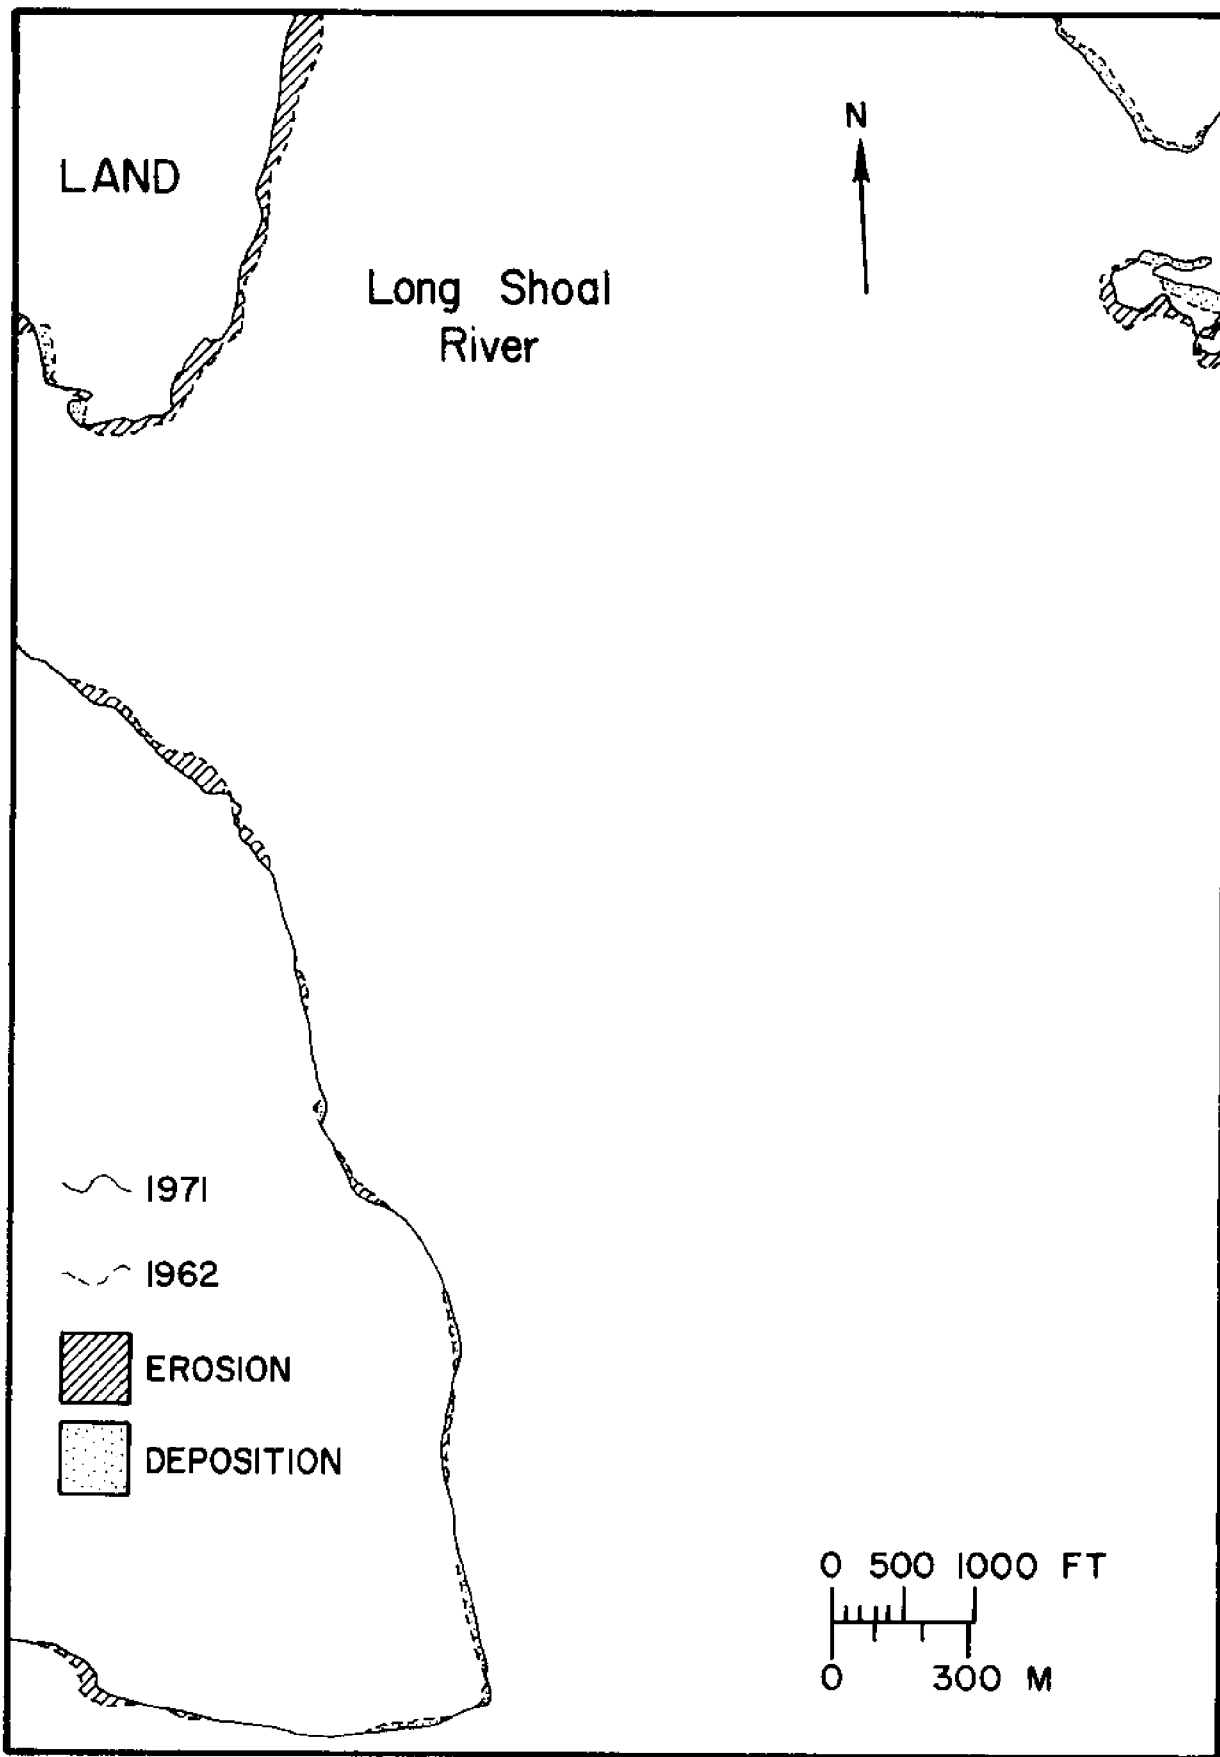 N
LAND
Long Shoal
River
1971
1962
EROSION
DEPOSITION
0 500 1000 FT
0 300 M